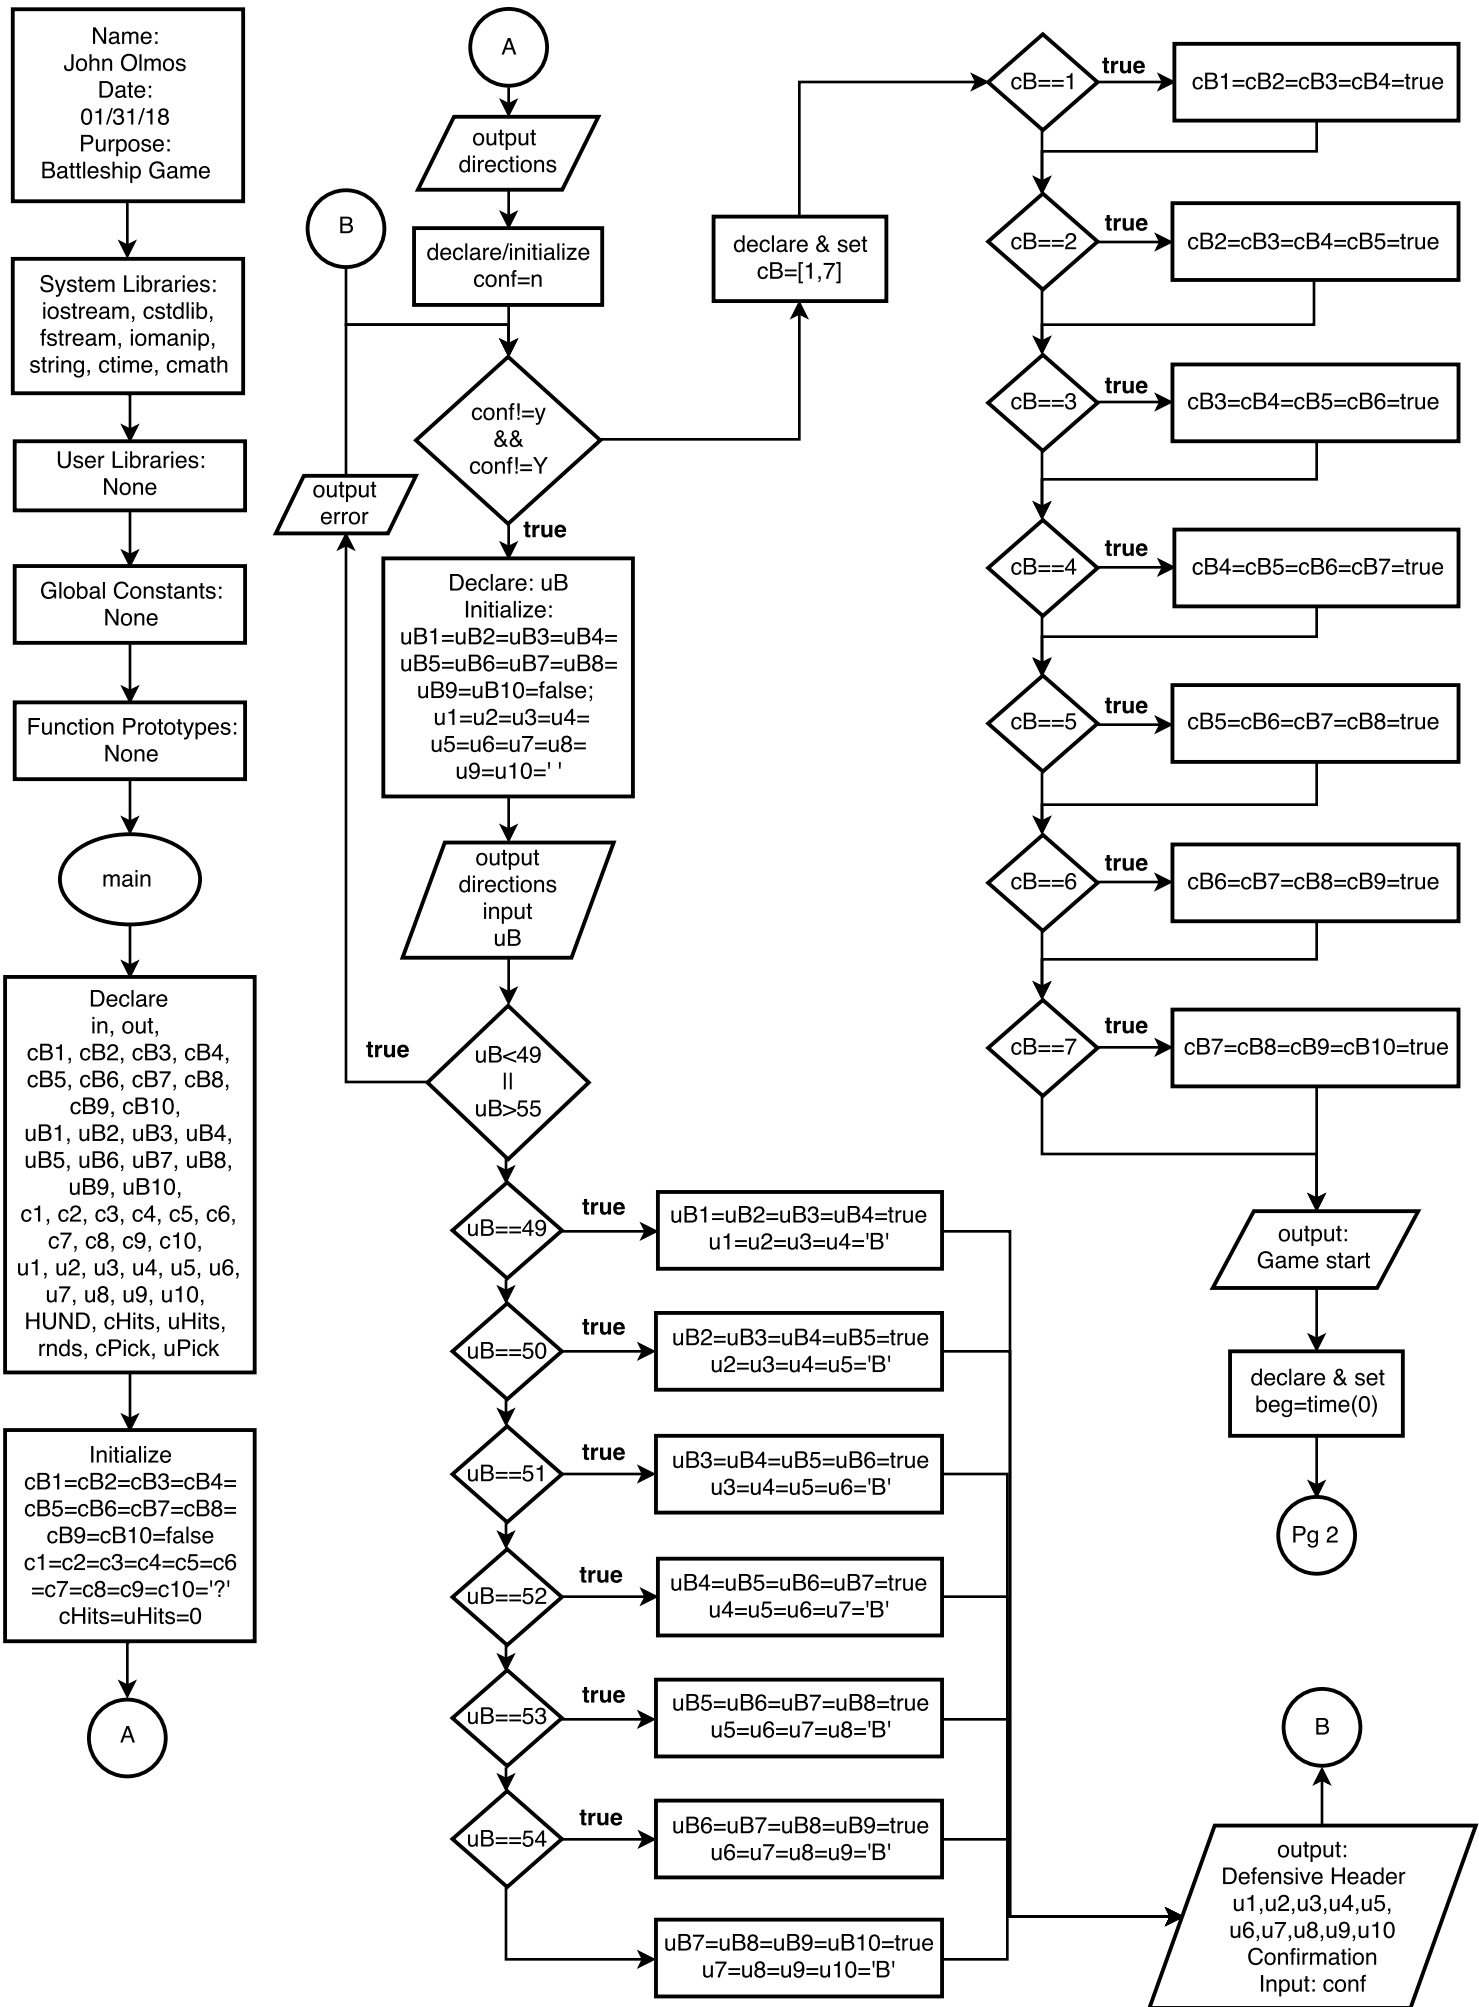 Name:
John Olmos
Date:
01/31/18
Purpose:
Battleship Game
System Libraries:
iostream, cstdlib,
fstream, iomanip,
string, ctime, cmath
User Libraries:
None
Global Constants:
None
Function Prototypes:
None
main
Declare
in, out,
cB1, cB2, cB3, cB4,
cB5, cB6, cB7, cB8,
cB9, cB10,
uB1, uB2, uB3, uB4,
uB5, uB6, uB7, uB8,
uB9, uB10,
c1, c2, c3, c4, c5, c6,
c7, c8, c9, c10,
u1, u2, u3, u4, u5, u6,
u7, u8, u9, u10,
HUND, cHits, uHits,
rnds, cPick, uPick
Initialize
cB1=cB2=cB3=cB4=
cB5=cB6=cB7=cB8=
cB9=cB10=false
c1=c2=c3=c4=c5=c6
=c7=c8=c9=c10='?'
cHits=uHits=0
A
A
output
directions
B
declare/initialize
conf=n
conf!=y
&&
conf!=Y
output
error
true
Declare: uB
Initialize:
uB1=uB2=uB3=uB4=
uB5=uB6=uB7=uB8=
uB9=uB10=false;
u1=u2=u3=u4=
u5=u6=u7=u8=
u9=u10=' '
output
directions
input
uB
true
uB<49
||
uB>55
uB==49
true
uB1=uB2=uB3=uB4=true
u1=u2=u3=u4='B'
uB==50
true
uB2=uB3=uB4=uB5=true
u2=u3=u4=u5='B'
uB==51
true
uB3=uB4=uB5=uB6=true
u3=u4=u5=u6='B'
uB==52
true
uB4=uB5=uB6=uB7=true
u4=u5=u6=u7='B'
uB==53
true
uB5=uB6=uB7=uB8=true
u5=u6=u7=u8='B'
uB==54
true
uB6=uB7=uB8=uB9=true
u6=u7=u8=u9='B'
uB7=uB8=uB9=uB10=true
u7=u8=u9=u10='B'
declare & set
cB=[1,7]
cB==1
true
cB1=cB2=cB3=cB4=true
cB==2
true
cB2=cB3=cB4=cB5=true
cB==3
true
cB3=cB4=cB5=cB6=true
cB==4
true
cB4=cB5=cB6=cB7=true
cB==5
true
cB5=cB6=cB7=cB8=true
cB==6
true
cB6=cB7=cB8=cB9=true
cB==7
true
cB7=cB8=cB9=cB10=true
output:
Game start
declare & set
beg=time(0)
Pg 2
B
output:
Defensive Header
u1,u2,u3,u4,u5,
u6,u7,u8,u9,u10
Confirmation
Input: conf